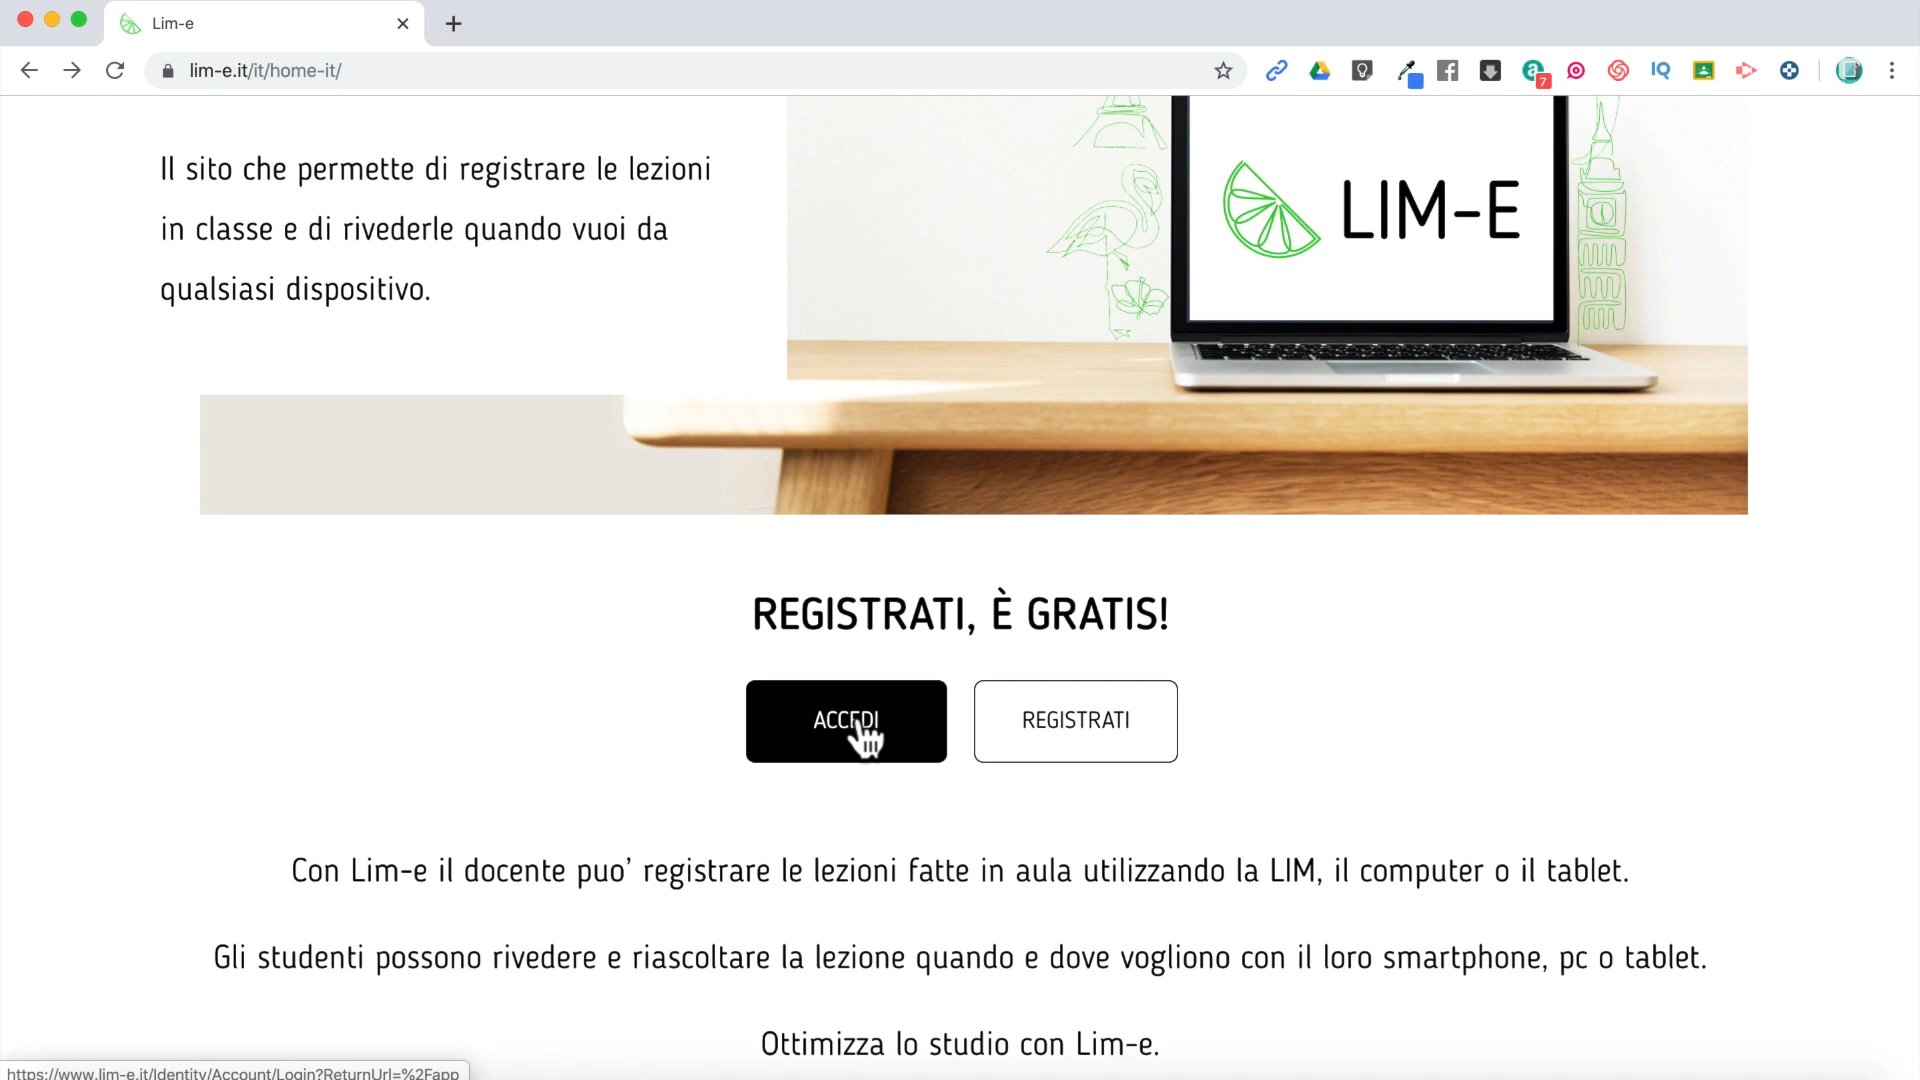 Lim-e
lim-e.it/it/home-it/
7
IQ
Il sito che permette di registrare le lezioni
in classe e di rivederle quando vuoi da
qualsiasi dispositivo.
LIM-E
REGISTRATI, È GRATIS!
ACCEDI
REGISTRATI
Con Lim-e il docente puo’ registrare le lezioni fatte in aula utilizzando la LIM, il computer o il tablet.
Gli studenti possono rivedere e riascoltare la lezione quando e dove vogliono con il loro smartphone, pc o tablet.
Ottimizza lo studio con Lim-e.
https://www.lim-e.it/Identity/Account/Login?ReturnUrl=%2Fapp